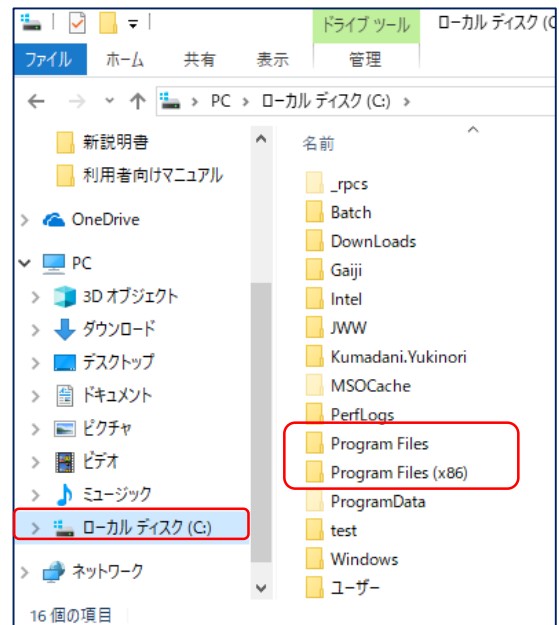 ドライブ ツール ローカル ディスク (C
ファイル ホーム 共有 表示 管理
PC ローカル ディスク (C:)
新説明書
利用者向けマニュアル
OneDrive
PC
3D オブジェクト
ダウンロード
デスクトップ
ドキュメント
ピクチャ
ビデオ
ミュージック
ローカル ディスク (C:)
ネットワーク
名前
_rpcs
Batch
DownLoads
Gaiji
Intel
JWW
Kumadani.Yukinori
MSOCache
PerfLogs
Program Files
Program Files (x86)
ProgramData
test
Windows
ユーザー
16 個の項目